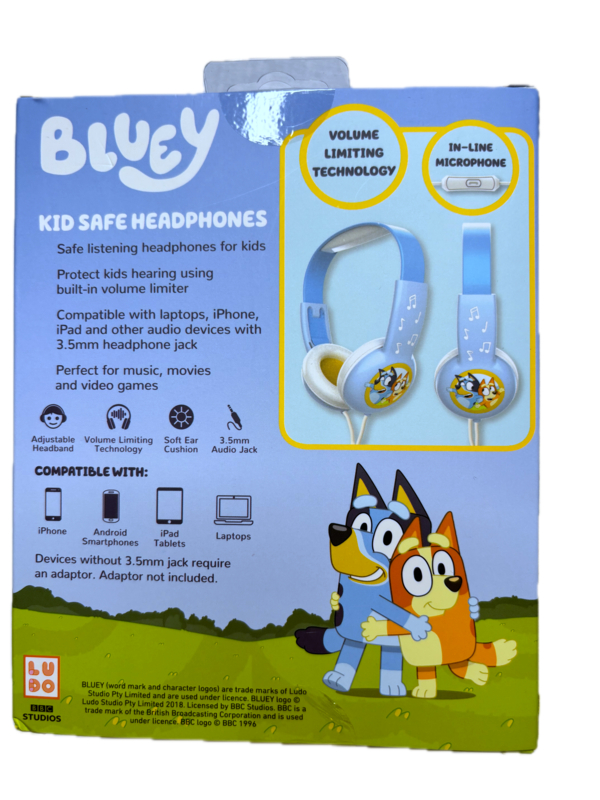 BLUEY
VOLUME
LIMITING
TECHNOLOGY
IN-LINE
MICROPHONE
KID SAFE HEADPHONES
Safe listening headphones for kids
Protect kids hearing using
built-in volume limiter
Compatible with laptops, iPhone,
iPad and other audio devices with
3.5mm headphone jack
Perfect for music, movies
and video games
Adjustable
Headband
Volume Limiting
Technology
Soft Ear
Cushion
3.5mm
Audio Jack
COMPATIBLE WITH:
iPhone
Android
Smartphones
iPad
Tablets
Laptops
Devices without 3.5mm jack require
an adaptor. Adaptor not included.
LU
DO
BBC
STUDIOS
BLUEY (word mark and character logos) are trade marks of Ludo
Studio Pty Limited and are used under licence. BLUEY logo ©
Ludo Studio Pty Limited 2018. Licensed by BBC Studios. BBC is a
trade mark of the British Broadcasting Corporation and is used
under licence. BBC logo © BBC 1996